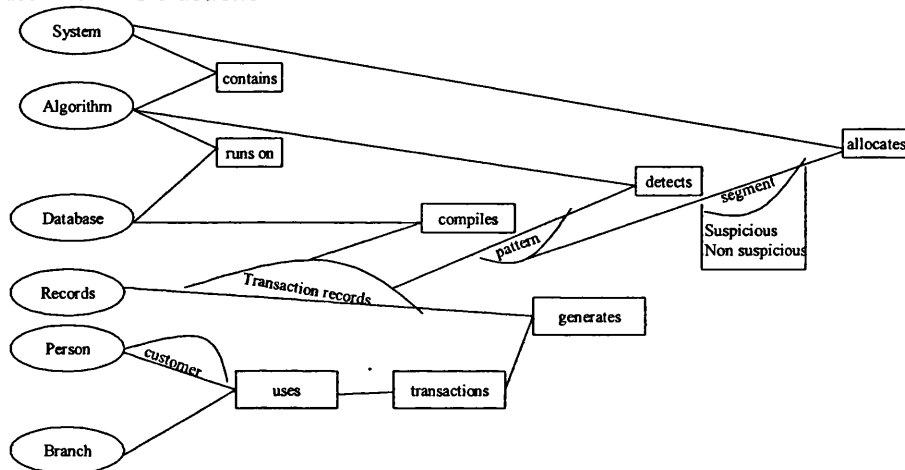 System
contains
Algorithm
allocates
runs on
detects
segment
Database
compiles
pattern
Suspicious
Non suspicious
Transaction records
Records
generates
Person
customer
uses
transactions
Branch